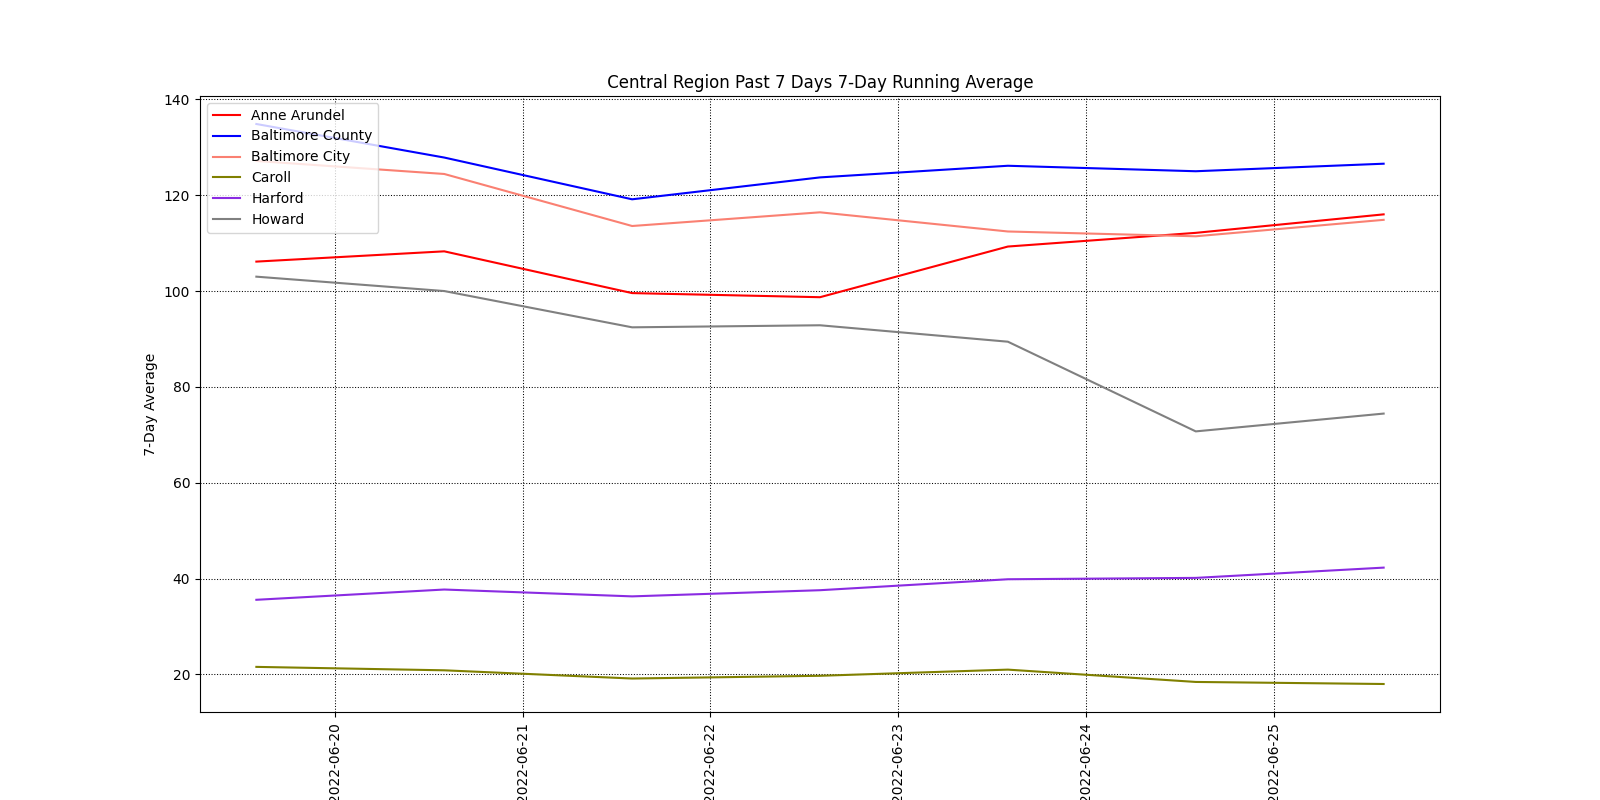 Central Region Past 7 Days 7-Day Running Average
140
120
100
80
60
40
20
7-Day Average
Anne Arundel
Baltimore County
Baltimore City
Caroll
Harford
Howard
2022-06-20
2022-06-21
2022-06-22
2022-06-23
2022-06-24
2022-06-25